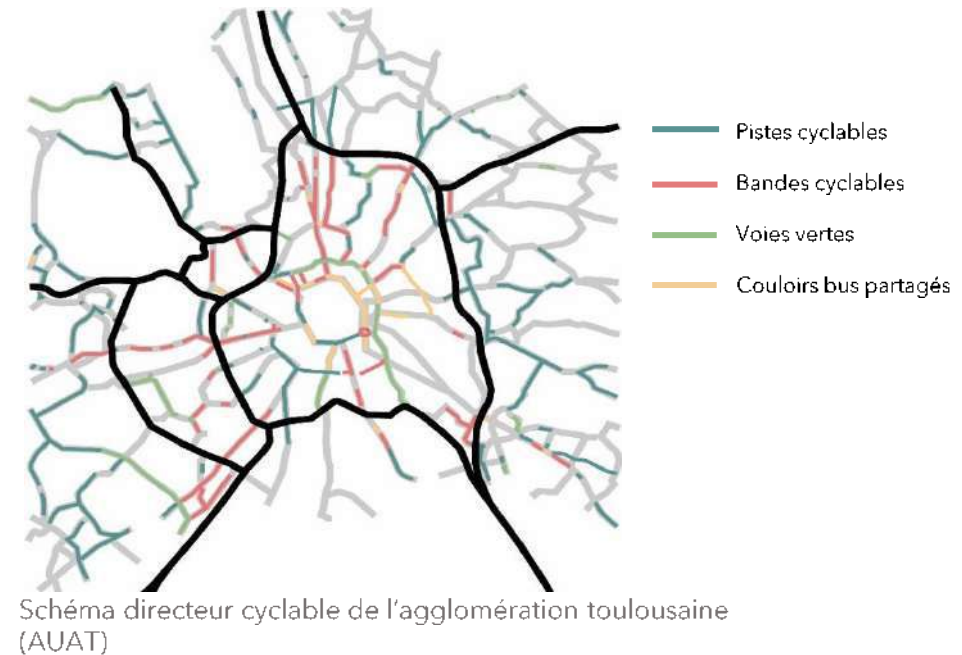 Pistes cyclables
Bandes cyclables
Voies vertes
Couloirs bus partagés
Schéma directeur cyclable de l'agglomération toulousaine
(AUAT)